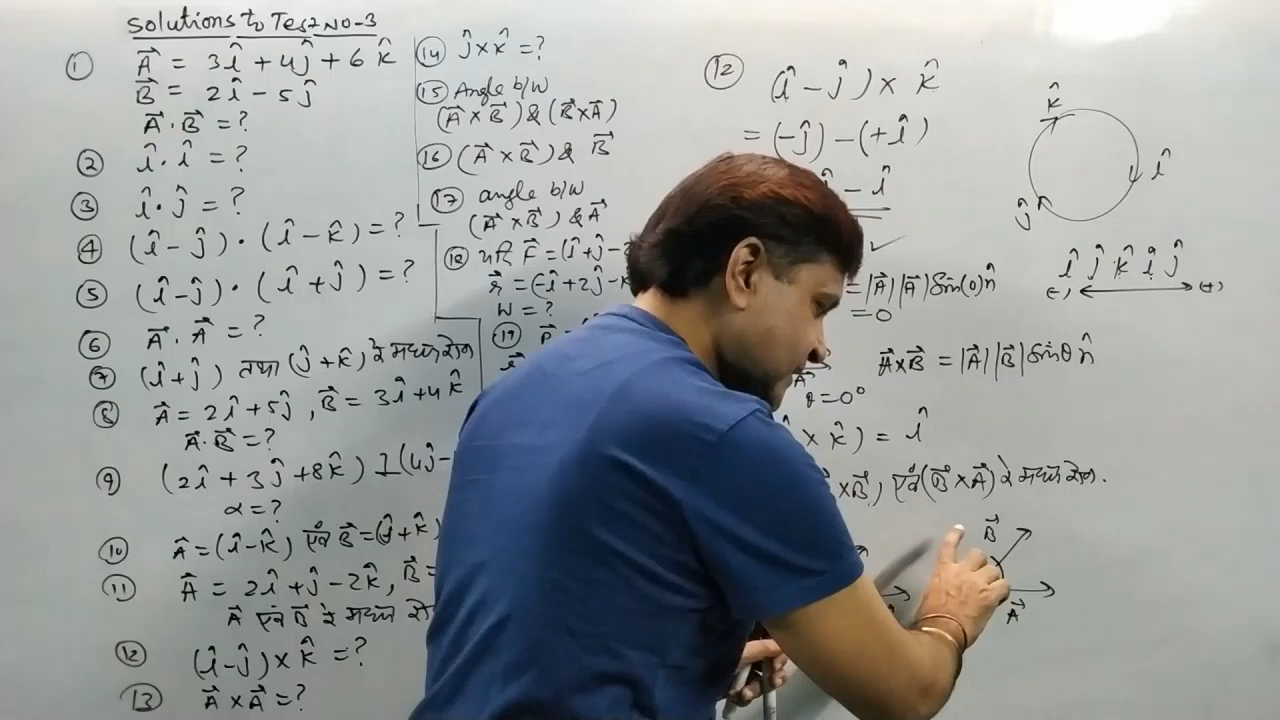 Solutions to Test No-3
① A⃗ = 3î + 4ĵ + 6k̂
B⃗ = 2î - 5ĵ
A⃗ · B⃗ = ?
② î · î = ?
③ î · ĵ = ?
④ (î - ĵ) · (î - k̂) = ?
⑤ (î - ĵ) · (î + ĵ) = ?
⑥ A⃗ · A⃗ = ?
⑦ (î + ĵ) तथा (ĵ + k̂) के मध्य कोण
⑧ A⃗ = 2î + 5ĵ, B⃗ = 3î + 4k̂
A⃗ · B⃗ = ?
⑨ (2î + 3ĵ + 8k̂) ⊥ (4ĵ -
α = ?
⑩ A⃗ = (î - k̂) एवं B⃗ = (î + k̂)
⑪ A⃗ = 2î + ĵ - 2k̂, B⃗ =
A⃗ एवं B⃗ के मध्य को
⑫ (î - ĵ) × k̂ = ?
⑬ A⃗ × A⃗ = ?
⑭ ĵ × k̂ = ?
⑮ Angle b/w
(A⃗ × B⃗) & (B⃗ × A⃗)
⑯ (A⃗ × B⃗) & B⃗
⑰ angle b/w
(A⃗ × B⃗) & A⃗
⑱ यदि F⃗ = (î + ĵ -
r⃗ = (-î + 2ĵ - k
W = ?
⑲ P⃗ =
⑫ (î - ĵ) × k̂
= (-ĵ) - (+î)
- î
✓
= |A⃗| |A⃗| Sin(0) n̂
= 0
A⃗ × B⃗ = |A⃗| |B⃗| Sinθ n̂
A⃗
θ = 0°
× k̂) = î
× B⃗) एवं (B⃗ × A⃗) के मध्य कोण.
B⃗
A⃗
k̂
î
ĵ
î ĵ k̂ î ĵ
(-) (+)